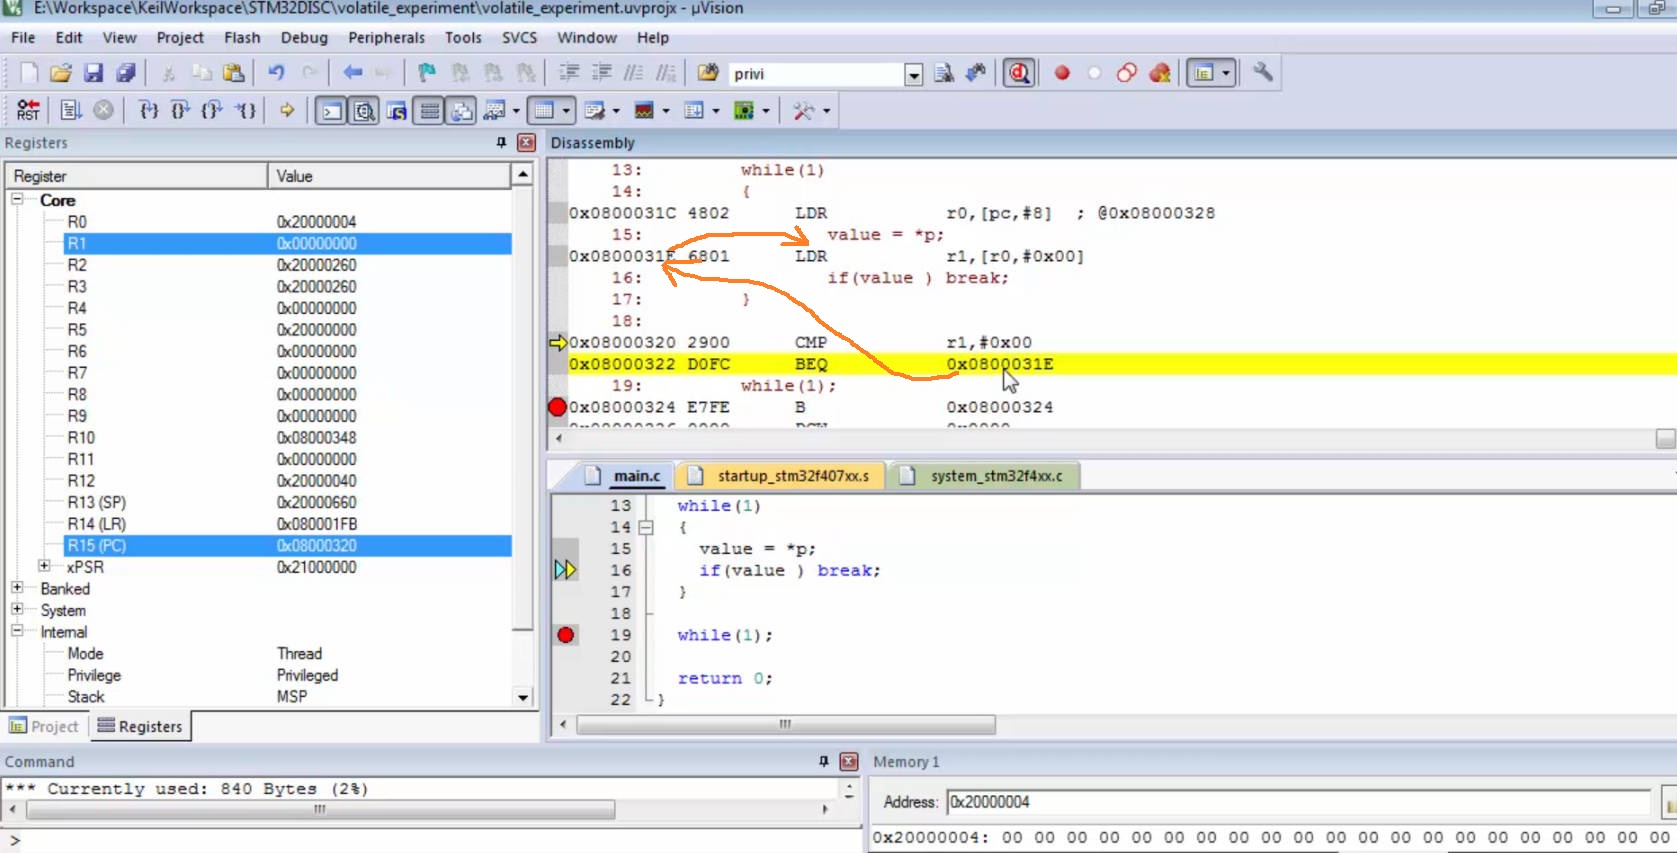 E:\Workspace\KeilWorkspace\STM32DISC\volatile_experiment\volatile_experiment.uvprojx - µVision
File Edit View Project Flash Debug Peripherals Tools SVCS Window Help
privi
RST
Registers
Register Value
Core
R0 0x20000004
R1 0x00000000
R2 0x20000260
R3 0x20000260
R4 0x00000000
R5 0x20000000
R6 0x00000000
R7 0x00000000
R8 0x00000000
R9 0x00000000
R10 0x08000348
R11 0x00000000
R12 0x20000040
R13 (SP) 0x20000660
R14 (LR) 0x080001FB
R15 (PC) 0x08000320
xPSR 0x21000000
Banked
System
Internal
Mode Thread
Privilege Privileged
Stack MSP
Project Registers
Disassembly
13: while(1)
14: {
0x0800031C 4802 LDR r0,[pc,#8] ; @0x08000328
15: value = *p;
0x0800031E 6801 LDR r1,[r0,#0x00]
16: if(value ) break;
17: }
18:
0x08000320 2900 CMP r1,#0x00
0x08000322 D0FC BEQ 0x0800031E
19: while(1);
0x08000324 E7FE B 0x08000324
main.c startup_stm32f407xx.s system_stm32f4xx.c
13 while(1)
14 {
15 value = *p;
16 if(value ) break;
17 }
18
19 while(1);
20
21 return 0;
22 }
Command
*** Currently used: 840 Bytes (2%)
>
Memory 1
Address: 0x20000004
0x20000004: 00 00 00 00 00 00 00 00 00 00 00 00 00 00 00 00 00 00 00 00 00